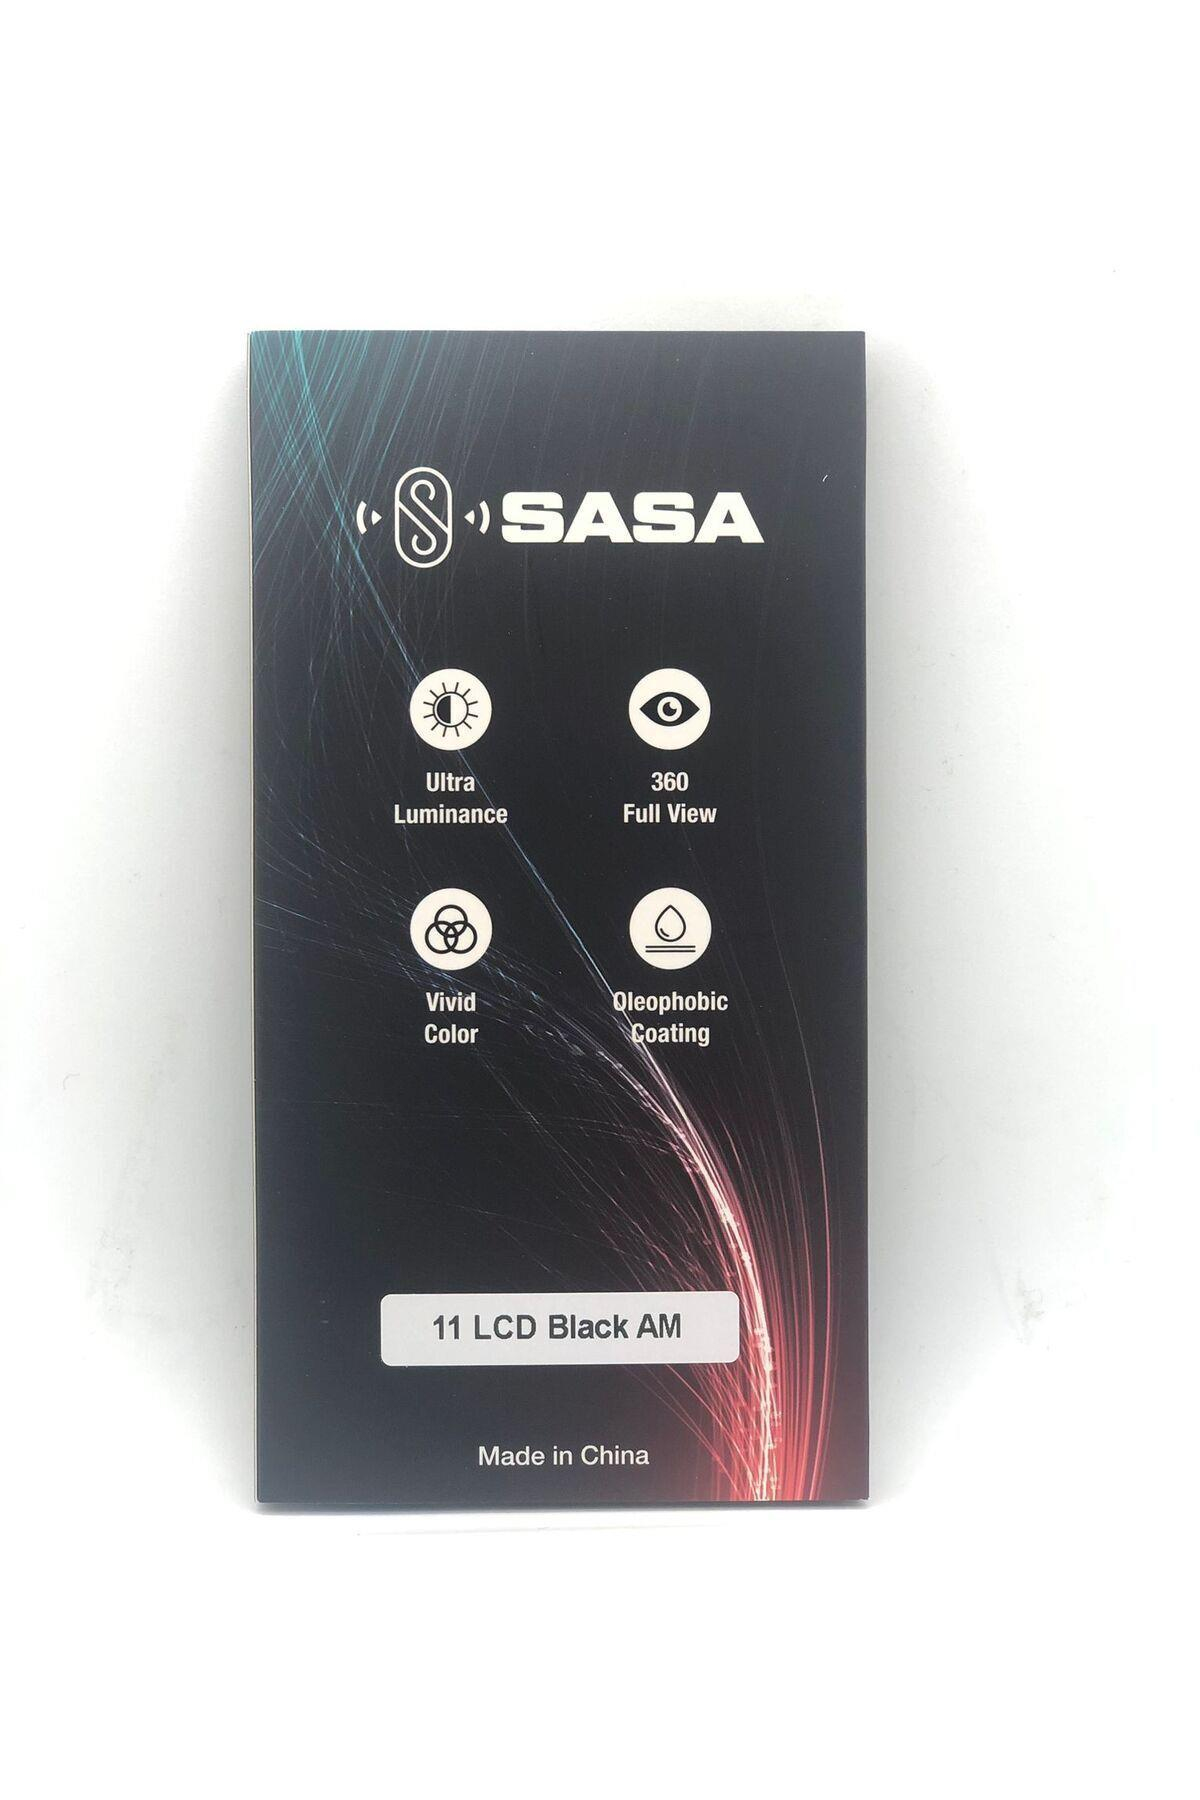 SASA
Ultra
Luminance
360
Full View
Vivid
Color
Oleophobic
Coating
11 LCD Black AM
Made in China